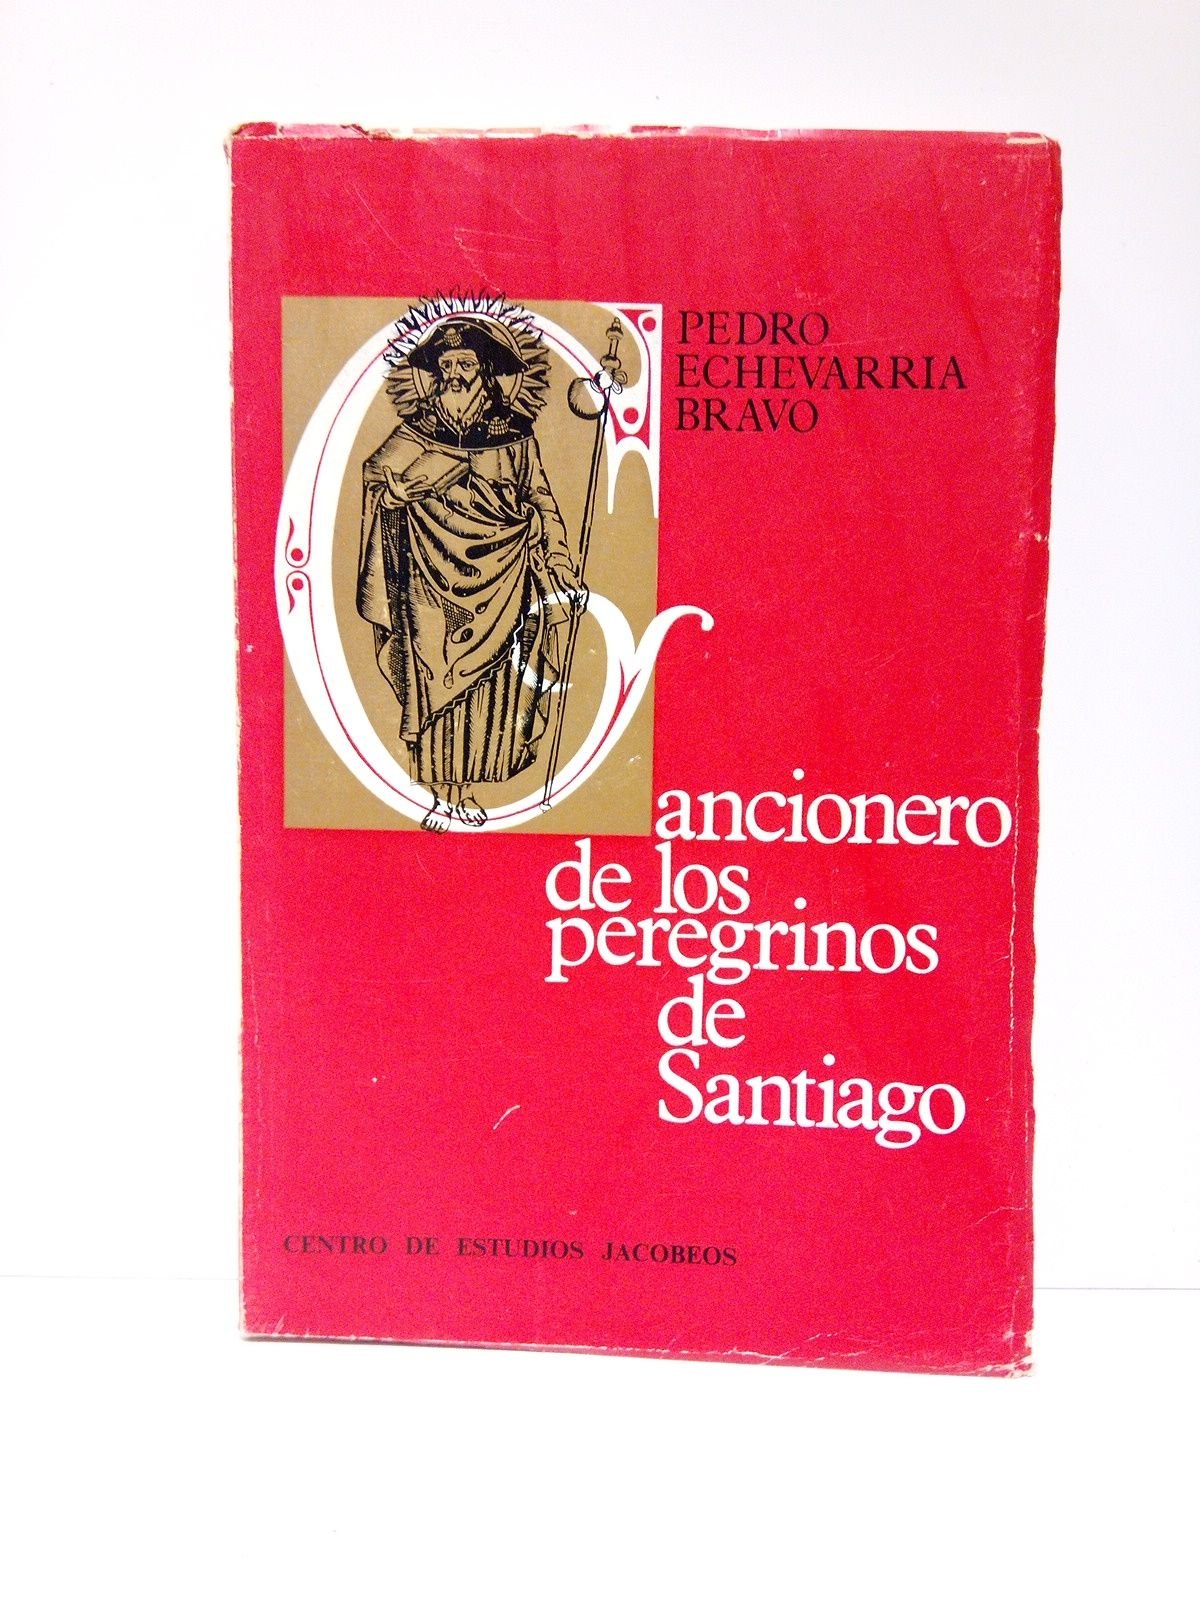 PEDRO
ECHEVARRIA
BRAVO
Cancionero
de los
peregrinos
de
Santiago
CENTRO DE ESTUDIOS JACOBEOS